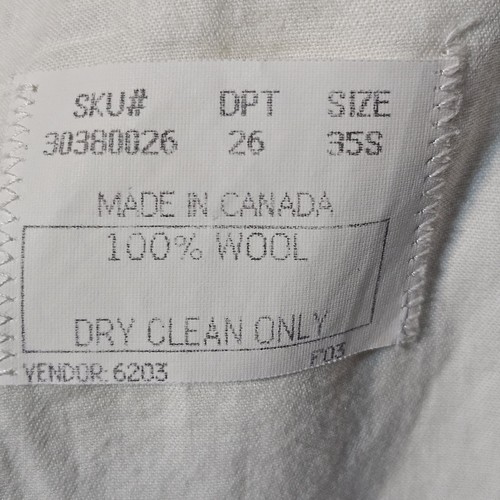 SKU# DPT SIZE
30380026 26 35S
MADE IN CANADA
100% WOOL
DRY CLEAN ONLY
F03
VENDOR: 6203